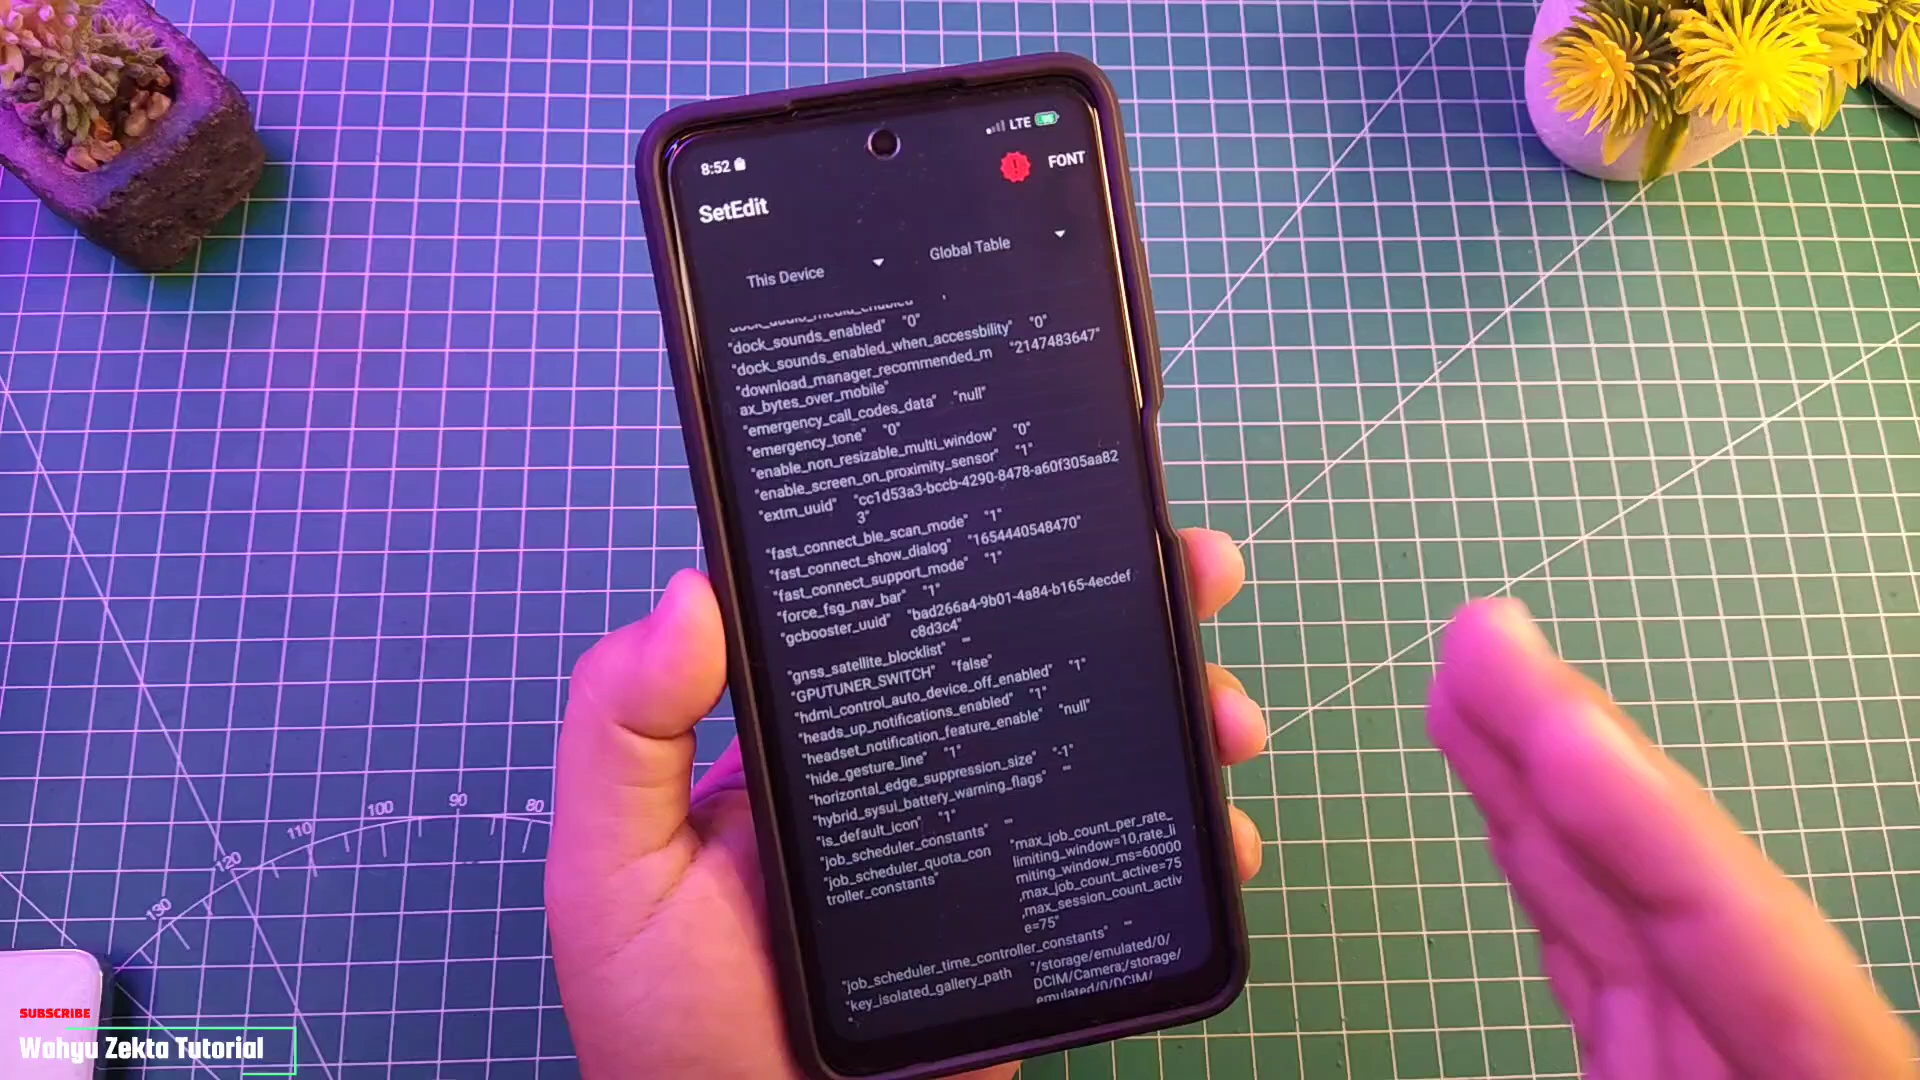 8:52
LTE
FONT
SetEdit
This Device
Global Table
"dock_sounds_enabled" "0"
"dock_sounds_enabled_when_accessbility" "0"
"download_manager_recommended_m "2147483647"
ax_bytes_over_mobile"
"emergency_call_codes_data" "null"
"emergency_tone" "0"
"enable_non_resizable_multi_window" "0"
"enable_screen_on_proximity_sensor" "1"
"extm_uuid" "cc1d53a3-bccb-4290-8478-a60f305aa82
3"
"fast_connect_ble_scan_mode" "1"
"fast_connect_show_dialog" "1654440548470"
"fast_connect_support_mode" "1"
"force_fsg_nav_bar" "1"
"gcbooster_uuid" "bad266a4-9b01-4a84-b165-4ecdef
c8d3c4"
"gnss_satellite_blocklist" ""
"GPUTUNER_SWITCH" "false"
"hdmi_control_auto_device_off_enabled" "1"
"heads_up_notifications_enabled" "1"
"headset_notification_feature_enable" "null"
"hide_gesture_line" "1"
"horizontal_edge_suppression_size" "-1"
"hybrid_sysui_battery_warning_flags" ""
"is_default_icon" "1"
"job_scheduler_constants" ""
"job_scheduler_quota_con "max_job_count_per_rate_
troller_constants" limiting_window=10,rate_li
miting_window_ms=60000
,max_job_count_active=75
,max_session_count_activ
e=75"
"job_scheduler_time_controller_constants" ""
"key_isolated_gallery_path "/storage/emulated/0/
" DCIM/Camera;/storage/
emulated/0/DCIM/
130
120
110
100
90
80
SUBSCRIBE
Wahyu Zekta Tutorial